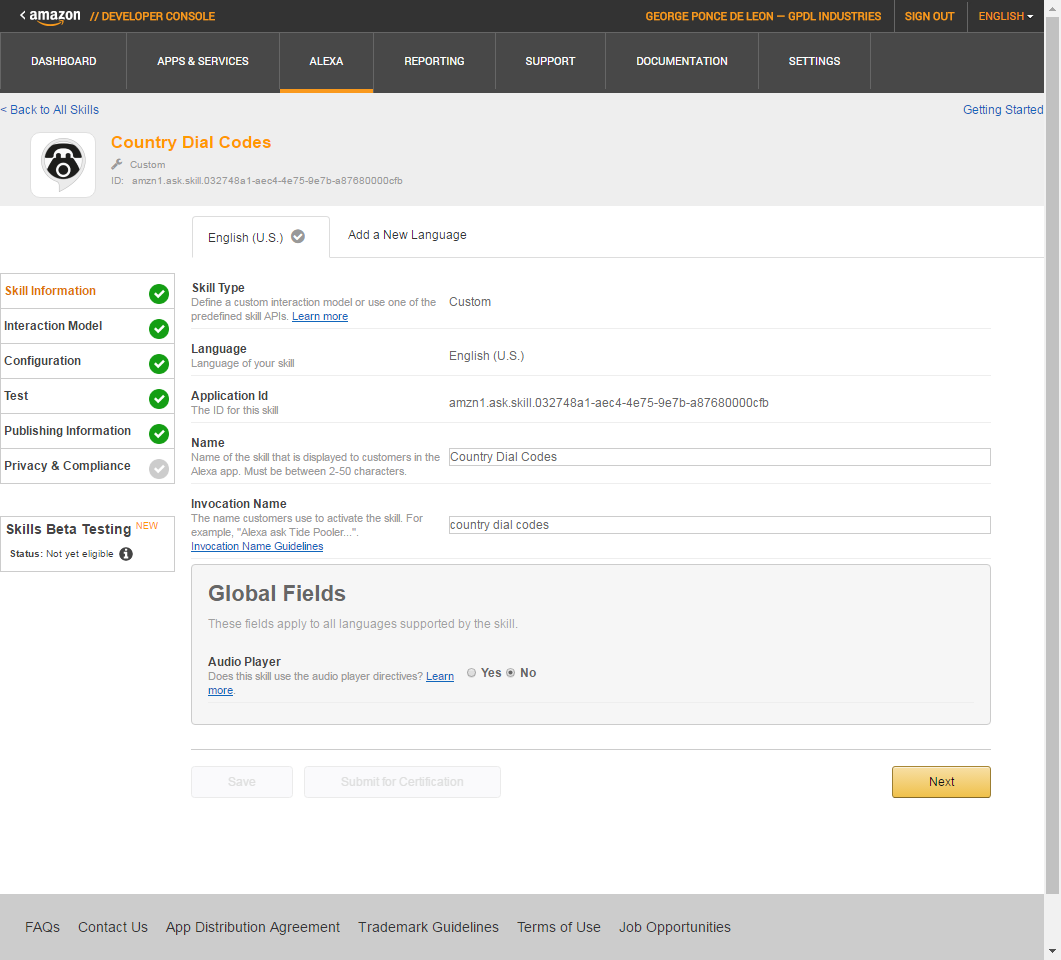 < amazon // DEVELOPER CONSOLE
GEORGE PONCE DE LEON — GPDL INDUSTRIES
SIGN OUT
ENGLISH
DASHBOARD
APPS & SERVICES
ALEXA
REPORTING
SUPPORT
DOCUMENTATION
SETTINGS
< Back to All Skills
Getting Started
Country Dial Codes
Custom
ID: amzn1.ask.skill.032748a1-aec4-4e75-9e7b-a87680000cfb
English (U.S.)
Add a New Language
Skill Information
Interaction Model
Configuration
Test
Publishing Information
Privacy & Compliance
Skills Beta Testing NEW
Status: Not yet eligible
Skill Type
Define a custom interaction model or use one of the
predefined skill APIs. Learn more
Custom
Language
Language of your skill
English (U.S.)
Application Id
The ID for this skill
amzn1.ask.skill.032748a1-aec4-4e75-9e7b-a87680000cfb
Name
Name of the skill that is displayed to customers in the
Alexa app. Must be between 2-50 characters.
Country Dial Codes
Invocation Name
The name customers use to activate the skill. For
example, "Alexa ask Tide Pooler...".
Invocation Name Guidelines
country dial codes
Global Fields
These fields apply to all languages supported by the skill.
Audio Player
Does this skill use the audio player directives? Learn
more.
Yes No
Save
Submit for Certification
Next
FAQs
Contact Us
App Distribution Agreement
Trademark Guidelines
Terms of Use
Job Opportunities